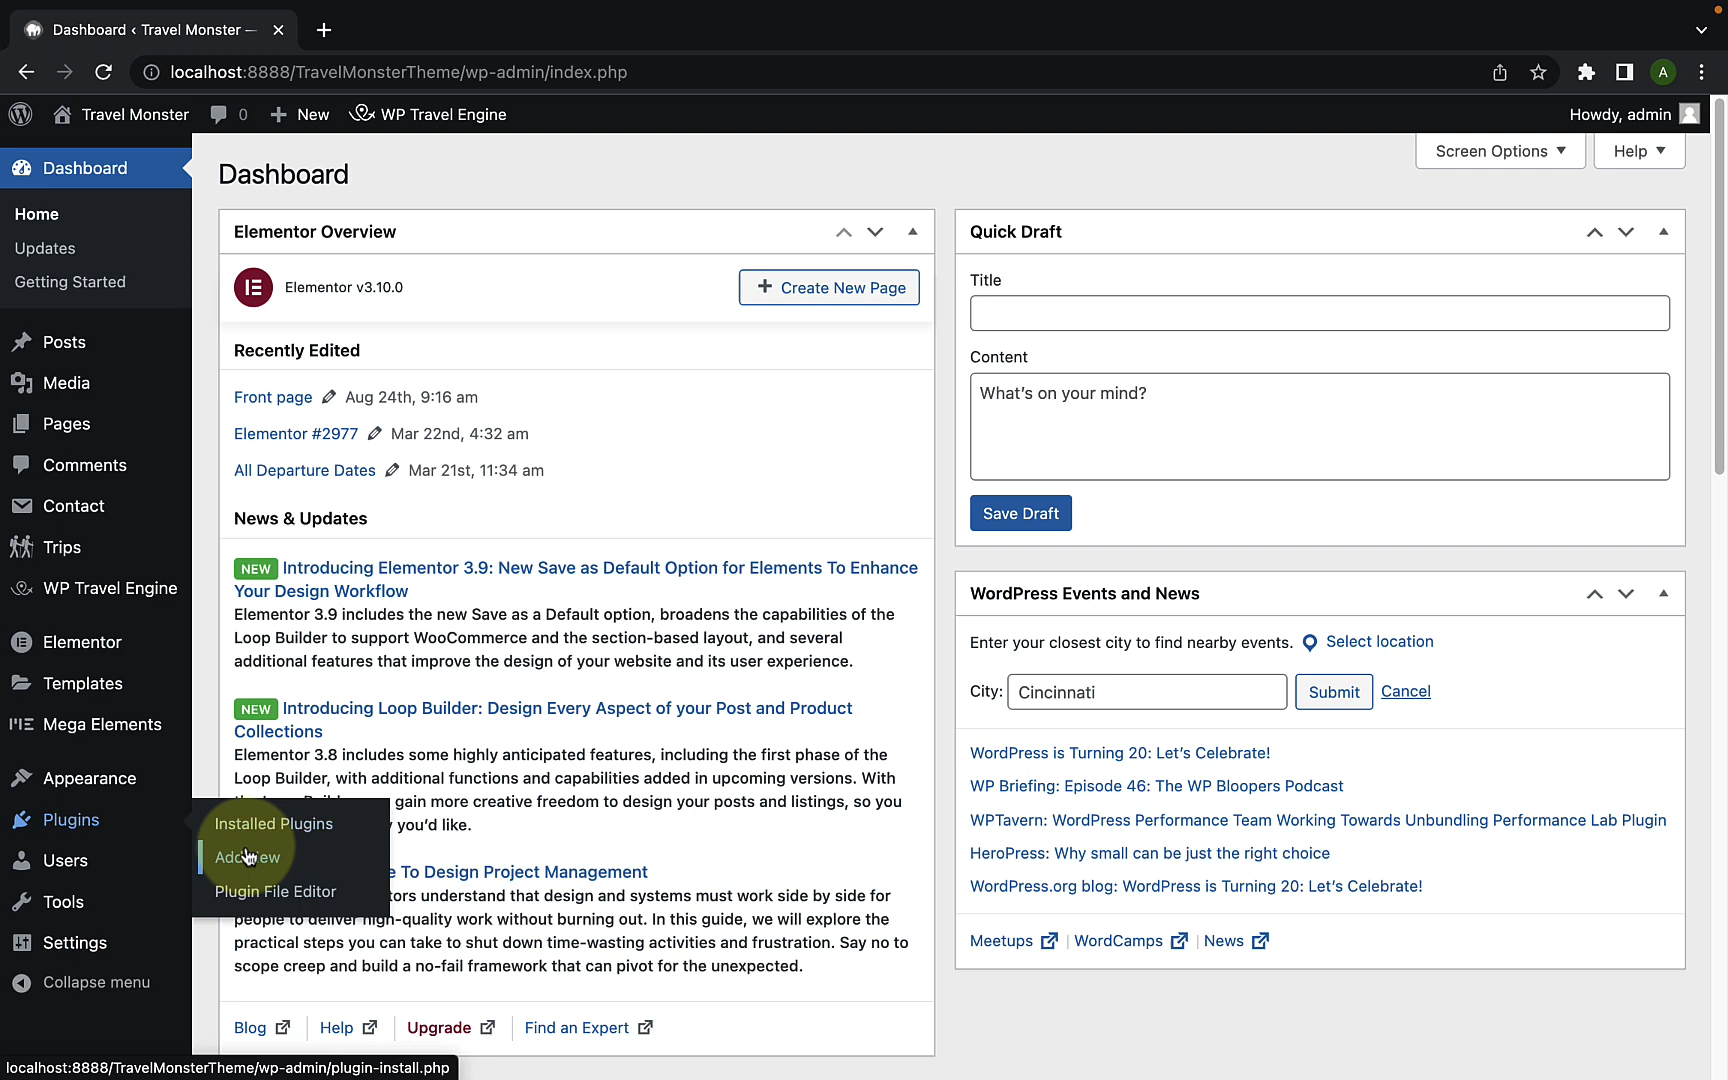 Dashboard ‹ Travel Monster —
localhost:8888/TravelMonsterTheme/wp-admin/index.php
A
Travel Monster
0
New
WP Travel Engine
Howdy, admin
Dashboard
Home
Updates
Getting Started
Posts
Media
Pages
Comments
Contact
Trips
WP Travel Engine
Elementor
Templates
Mega Elements
Appearance
Plugins
Users
Tools
Settings
Collapse menu
Installed Plugins
Plugin File Editor
Screen Options
Help
Dashboard
Elementor Overview
Elementor v3.10.0
Create New Page
Recently Edited
Front page Aug 24th, 9:16 am
Elementor #2977 Mar 22nd, 4:32 am
All Departure Dates Mar 21st, 11:34 am
News & Updates
NEW Introducing Elementor 3.9: New Save as Default Option for Elements To Enhance
Your Design Workflow
Elementor 3.9 includes the new Save as a Default option, broadens the capabilities of the
Loop Builder to support WooCommerce and the section-based layout, and several
additional features that improve the design of your website and its user experience.
NEW Introducing Loop Builder: Design Every Aspect of your Post and Product
Collections
Elementor 3.8 includes some highly anticipated features, including the first phase of the
Loop Builder, with additional functions and capabilities added in upcoming versions. With
gain more creative freedom to design your posts and listings, so you
you'd like.
To Design Project Management
understand that design and systems must work side by side for
people to deliver high-quality work without burning out. In this guide, we will explore the
practical steps you can take to shut down time-wasting activities and frustration. Say no to
scope creep and build a no-fail framework that can pivot for the unexpected.
Blog
Help
Upgrade
Find an Expert
Quick Draft
Title
Content
What's on your mind?
Save Draft
WordPress Events and News
Enter your closest city to find nearby events. Select location
City: Cincinnati Submit Cancel
WordPress is Turning 20: Let's Celebrate!
WP Briefing: Episode 46: The WP Bloopers Podcast
WPTavern: WordPress Performance Team Working Towards Unbundling Performance Lab Plugin
HeroPress: Why small can be just the right choice
WordPress.org blog: WordPress is Turning 20: Let's Celebrate!
Meetups | WordCamps | News
localhost:8888/TravelMonsterTheme/wp-admin/plugin-install.php